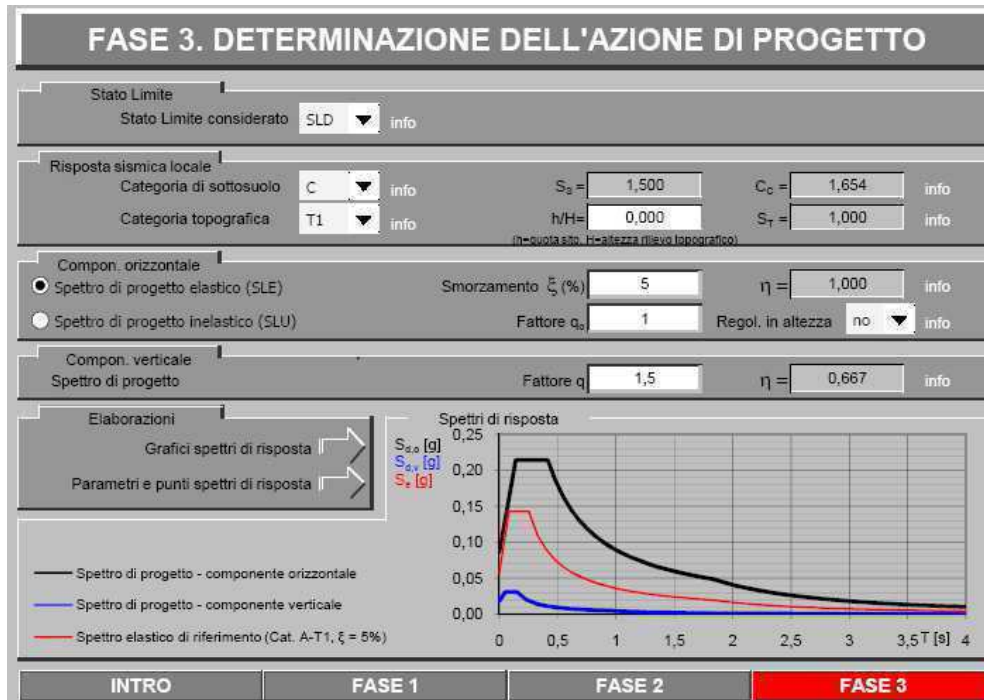 FASE 3. DETERMINAZIONE DELL'AZIONE DI PROGETTO
Stato Limite
Stato Limite considerato SLD info
Risposta sismica locale
Categoria di sottosuolo C info SS = 1,500 CC = 1,654 info
Categoria topografica T1 info h/H= 0,000 ST = 1,000 info
(h=quota sito, H=altezza rilievo topografico)
Compon. orizzontale
Spettro di progetto elastico (SLE) Smorzamento ξ (%) 5 η = 1,000 info
Spettro di progetto inelastico (SLU) Fattore qo 1 Regol. in altezza no info
Compon. verticale
Spettro di progetto Fattore q 1,5 η = 0,667 info
Elaborazioni
Grafici spettri di risposta
Parametri e punti spettri di risposta
Spettri di risposta
Sd,o [g]
Sd,v [g]
Se [g]
0,25
0,20
0,15
0,10
0,05
0,00
0 0,5 1 1,5 2 2,5 3 3,5 T [s] 4
Spettro di progetto - componente orizzontale
Spettro di progetto - componente verticale
Spettro elastico di riferimento (Cat. A-T1, ξ = 5%)
INTRO FASE 1 FASE 2 FASE 3